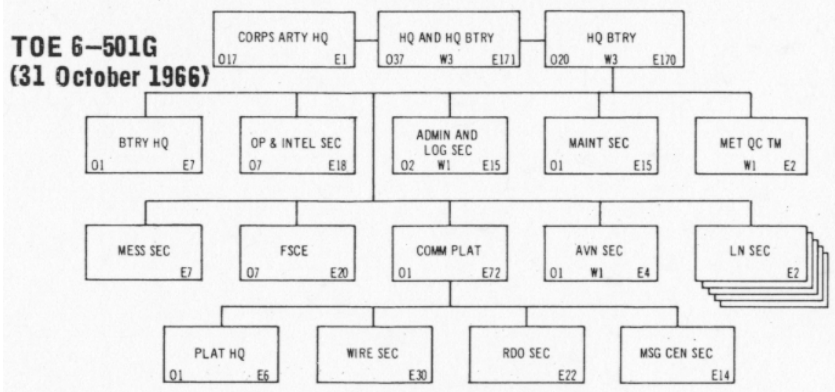 TOE 6-501G
(31 October 1966)
CORPS ARTY HQ
O17 E1
HQ AND HQ BTRY
O37 W3 E171
HQ BTRY
O20 W3 E170
BTRY HQ
O1 E7
OP & INTEL SEC
O7 E18
ADMIN AND
LOG SEC
O2 W1 E15
MAINT SEC
O1 E15
MET QC TM
W1 E2
MESS SEC
E7
FSCE
O7 E20
COMM PLAT
O1 E72
AVN SEC
O1 W1 E4
LN SEC
E2
PLAT HQ
O1 E6
WIRE SEC
E30
RDO SEC
E22
MSG CEN SEC
E14